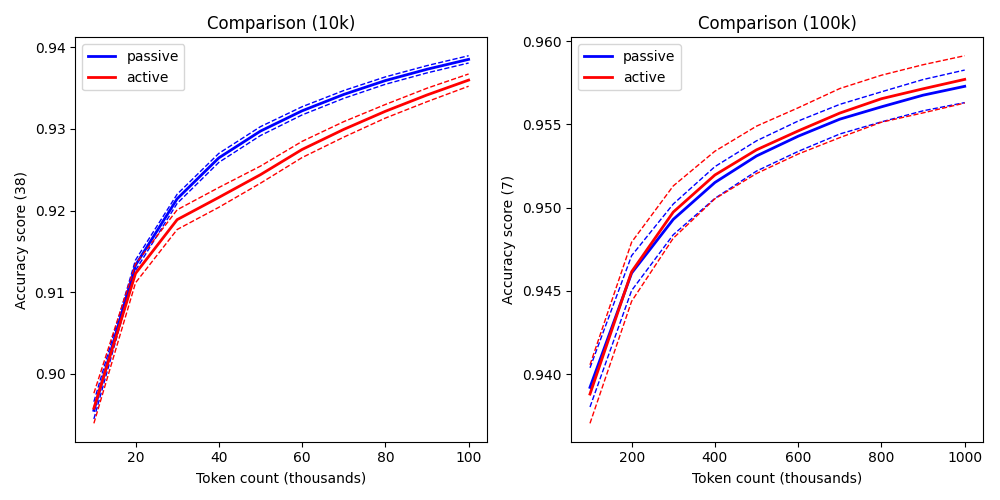 Comparison (10k)
0.94
0.93
0.92
0.91
0.90
Accuracy score (38)
passive
active
20
40
60
80
100
Token count (thousands)
Comparison (100k)
0.960
0.955
0.950
0.945
0.940
Accuracy score (7)
passive
active
200
400
600
800
1000
Token count (thousands)